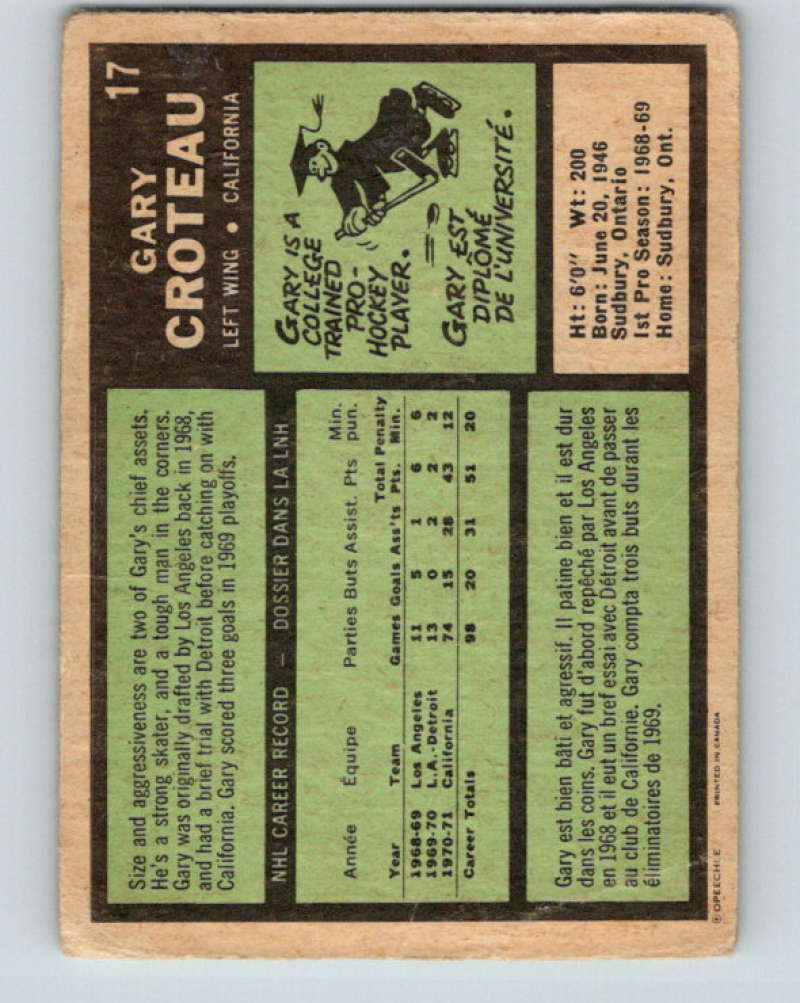 17
GARY
CROTEAU
LEFT WING • CALIFORNIA
Size and aggressiveness are two of Gary's chief assets.
He's a strong skater, and a tough man in the corners.
Gary was originally drafted by Los Angeles back in 1968,
and had a brief trial with Detroit before catching on with
California. Gary scored three goals in 1969 playoffs.
GARY IS A
COLLEGE
TRAINED
PRO-
HOCKEY
PLAYER.
GARY EST
DIPLÔMÉ
DE L'UNIVERSITÉ.
NHL CAREER RECORD — DOSSIER DANS LA LNH
Année Équipe Parties Buts Assist. Pts Min. pun.
Year Team Games Goals Ass'ts Total Pts. Penalty Min.
1968-69 Los Angeles 11 5 1 6 6
1969-70 L.A.-Detroit 13 0 2 2 2
1970-71 California 74 15 28 43 12
Career Totals 98 20 31 51 20
Ht: 6'0" Wt: 200
Born: June 20, 1946
Sudbury, Ontario
1st Pro Season: 1968-69
Home: Sudbury, Ont.
Gary est bien bâti et agressif. Il patine bien et il est dur
dans les coins. Gary fut d'abord repêché par Los Angeles
en 1968 et il eut un bref essai avec Détroit avant de passer
au club de Californie. Gary compta trois buts durant les
éliminatoires de 1969.
© OPEECHEE PRINTED IN CANADA